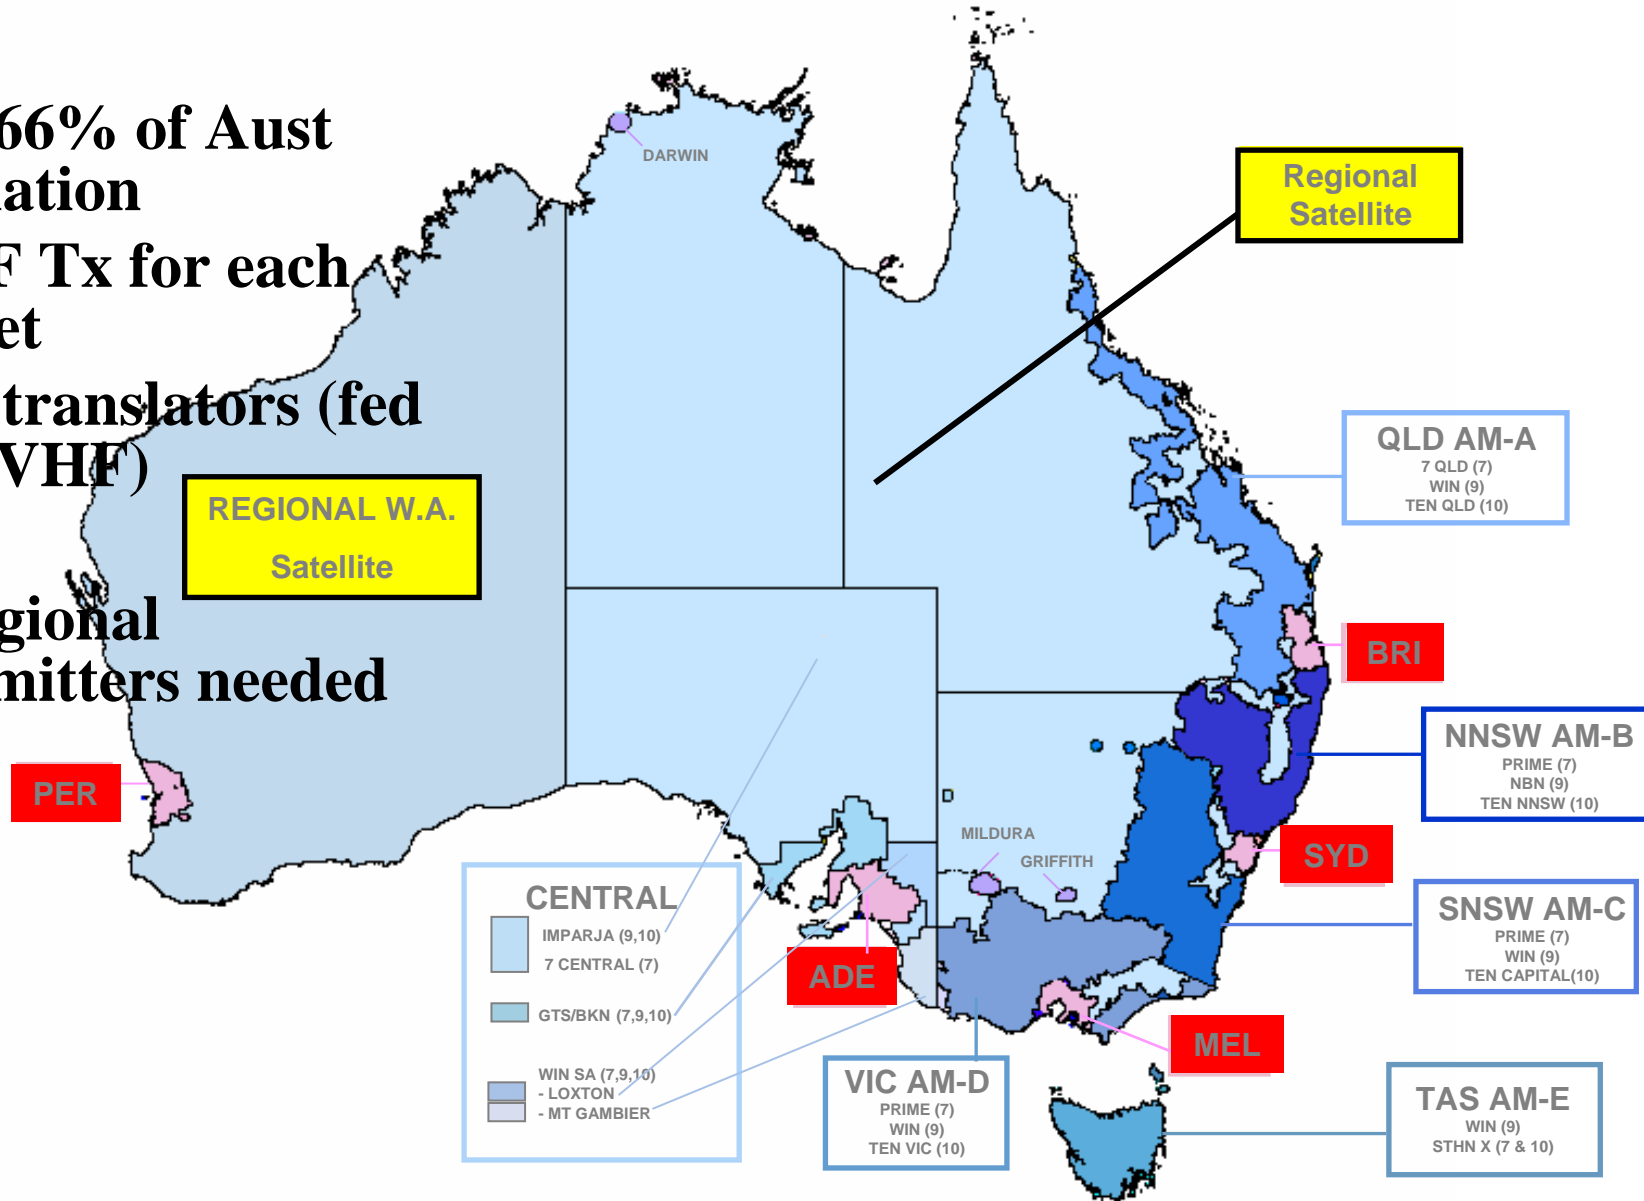 66% of Aust
lation
F Tx for each
et
translators (fed
VHF)
gional
mitters needed
DARWIN
Regional
Satellite
REGIONAL W.A.
Satellite
QLD AM-A
7 QLD (7)
WIN (9)
TEN QLD (10)
BRI
NNSW AM-B
PRIME (7)
NBN (9)
TEN NNSW (10)
PER
MILDURA
GRIFFITH
SYD
SNSW AM-C
PRIME (7)
WIN (9)
TEN CAPITAL(10)
CENTRAL
IMPARJA (9,10)
7 CENTRAL (7)
GTS/BKN (7,9,10)
WIN SA (7,9,10)
- LOXTON
- MT GAMBIER
ADE
MEL
VIC AM-D
PRIME (7)
WIN (9)
TEN VIC (10)
TAS AM-E
WIN (9)
STHN X (7 & 10)